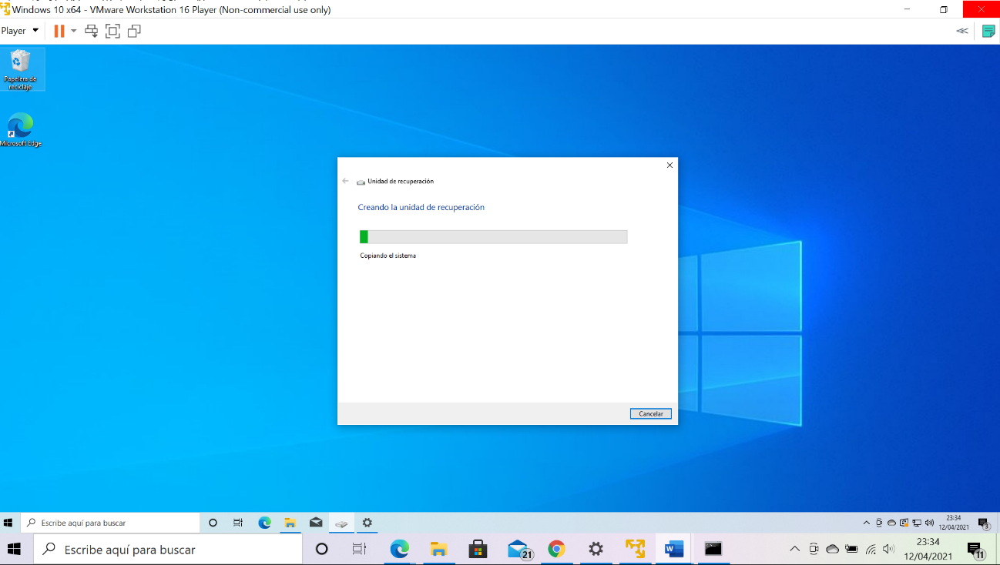 Windows 10 x64 - VMware Workstation 16 Player (Non-commercial use only)
Player
Papelera de
reciclaje
Microsoft Edge
Unidad de recuperación
Creando la unidad de recuperación
Copiando el sistema
Cancelar
Escribe aquí para buscar
23:34
12/04/2021
3
Escribe aquí para buscar
21
23:34
12/04/2021
11